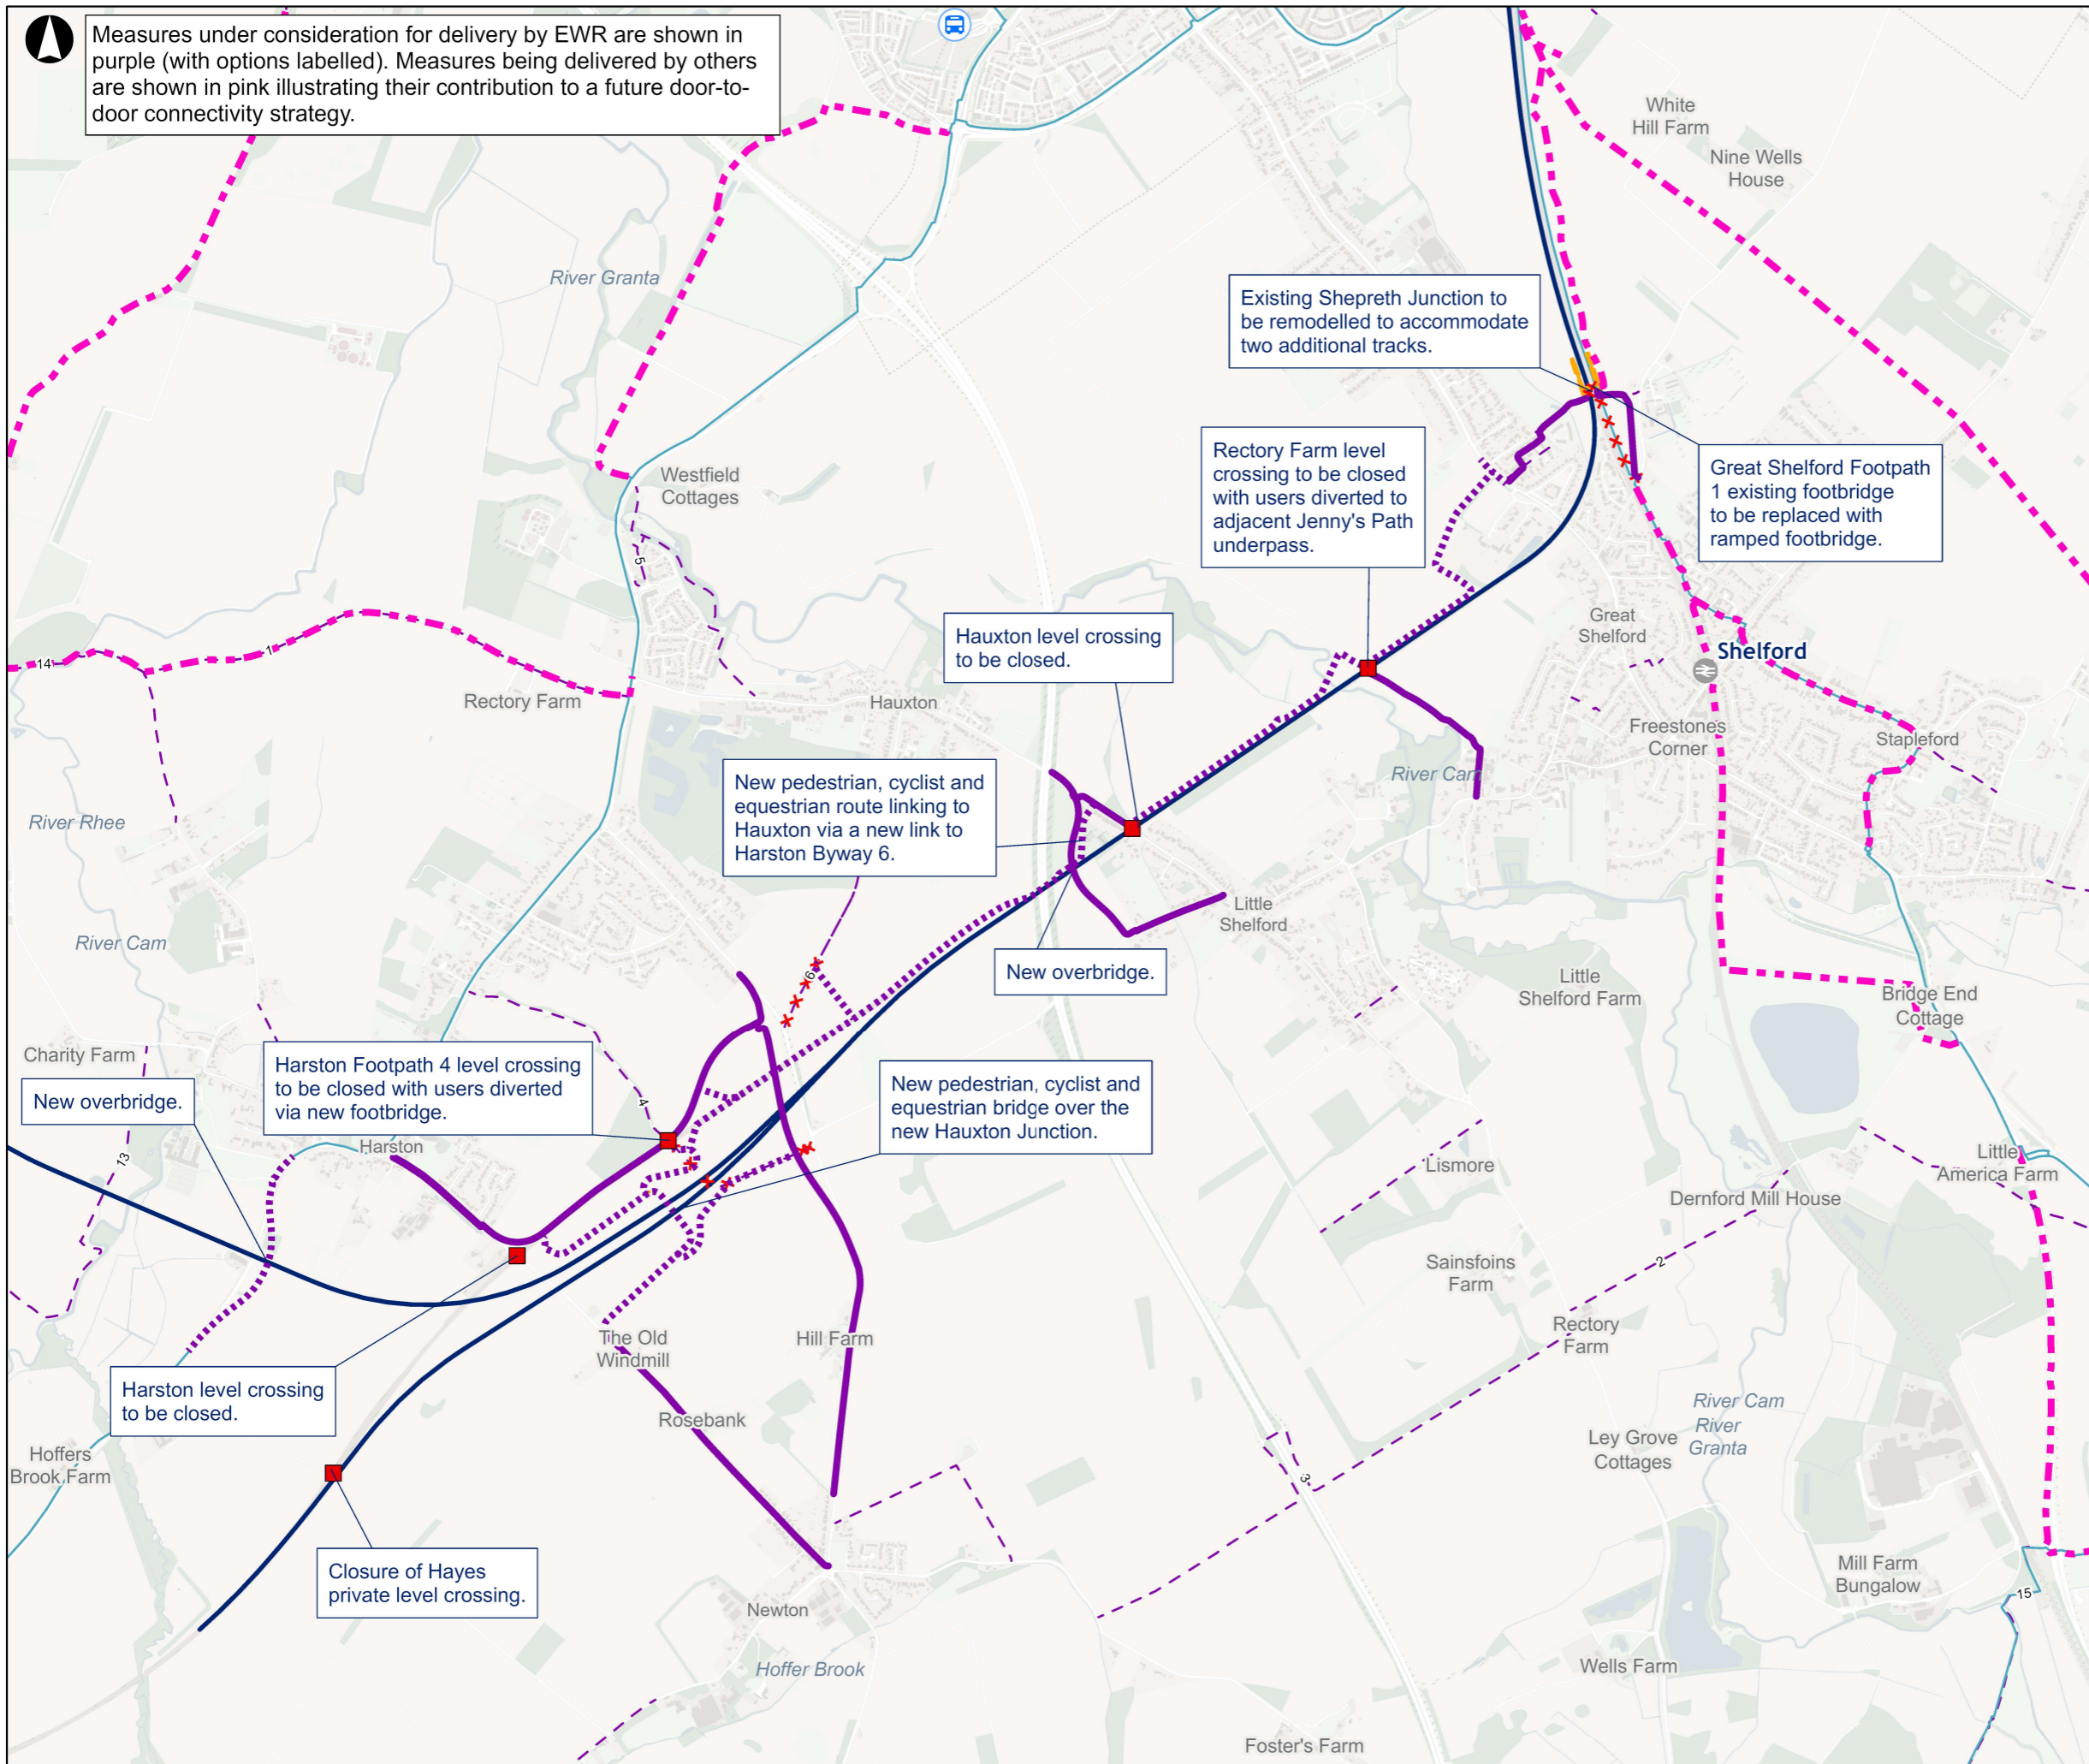 Measures under consideration for delivery by EWR are shown in
purple (with options labelled). Measures being delivered by others
are shown in pink illustrating their contribution to a future door-to-
door connectivity strategy.
White
Hill Farm
Nine Wells
House
River Granta
Existing Shepreth Junction to
be remodelled to accommodate
two additional tracks.
Rectory Farm level
crossing to be closed
with users diverted to
adjacent Jenny's Path
underpass.
Great Shelford Footpath
1 existing footbridge
to be replaced with
ramped footbridge.
Westfield
Cottages
5
Hauxton level crossing
to be closed.
Great
Shelford
Shelford
14
1
Rectory Farm
Hauxton
Freestones
Corner
Stapleford
River Cam
New pedestrian, cyclist and
equestrian route linking to
Hauxton via a new link to
Harston Byway 6.
River Rhee
Little
Shelford
River Cam
6
New overbridge.
Little
Shelford Farm
Bridge End
Cottage
Charity Farm
Harston Footpath 4 level crossing
to be closed with users diverted
via new footbridge.
4
New overbridge.
New pedestrian, cyclist and
equestrian bridge over the
new Hauxton Junction.
Harston
13
Lismore
Little
America Farm
Dernford Mill House
Sainsfoins
Farm
2
The Old
Windmill
Hill Farm
Rectory
Farm
Harston level crossing
to be closed.
Rosebank
River Cam
River
Granta
Ley Grove
Cottages
Hoffers
Brook Farm
3
Closure of Hayes
private level crossing.
Mill Farm
Bungalow
15
Newton
Hoffer Brook
Wells Farm
Foster's Farm